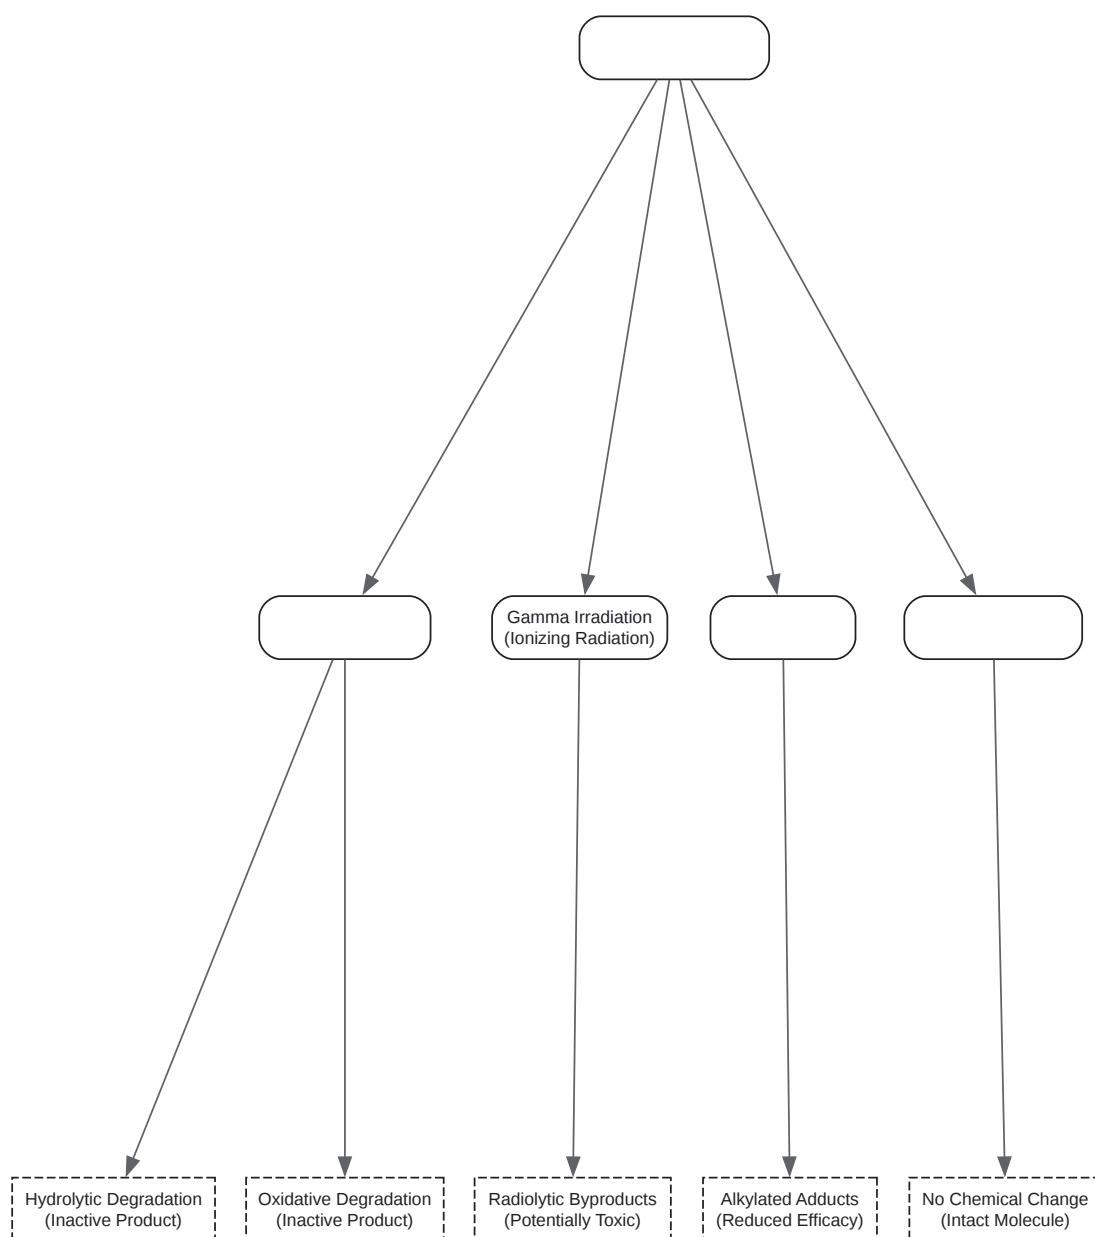 Gamma Irradiation
(Ionizing Radiation)
Hydrolytic Degradation
(Inactive Product)
Oxidative Degradation
(Inactive Product)
Radiolytic Byproducts
(Potentially Toxic)
Alkylated Adducts
(Reduced Efficacy)
No Chemical Change
(Intact Molecule)